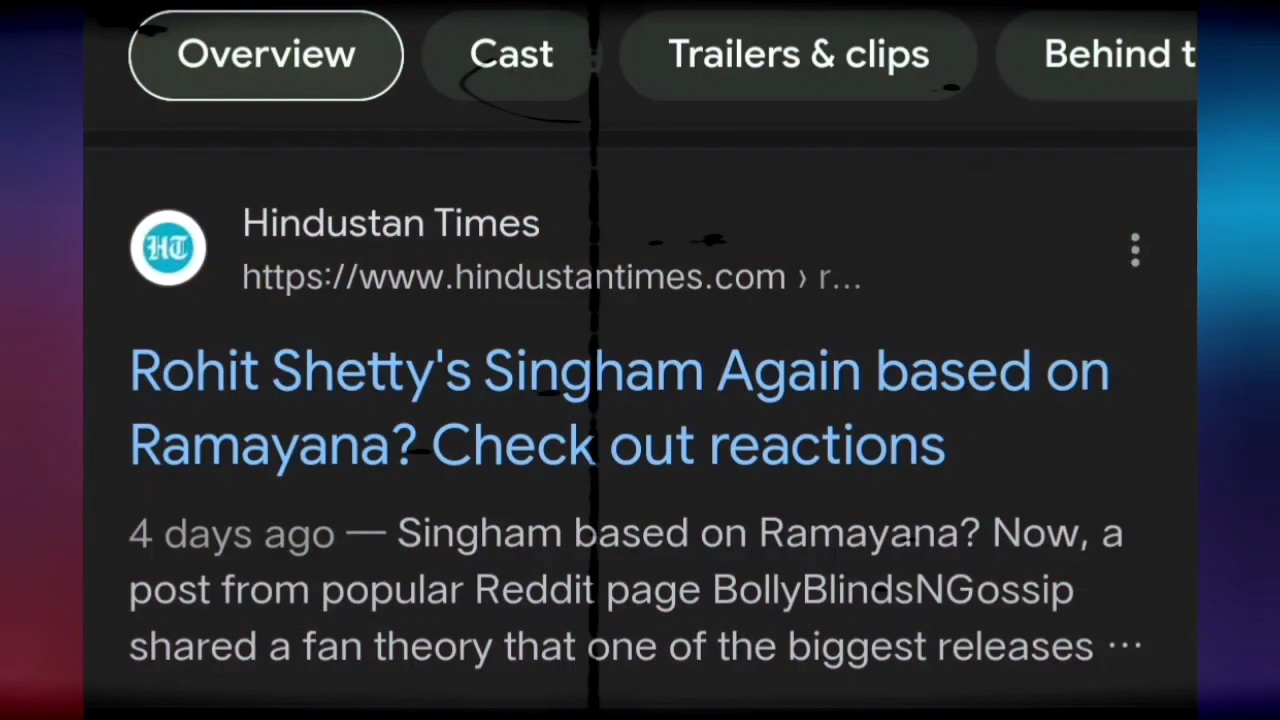 Overview Cast Trailers & clips Behind t
HT
Hindustan Times
https://www.hindustantimes.com › r...
Rohit Shetty's Singham Again based on
Ramayana? Check out reactions
4 days ago — Singham based on Ramayana? Now, a
post from popular Reddit page BollyBlindsNGossip
shared a fan theory that one of the biggest releases ...